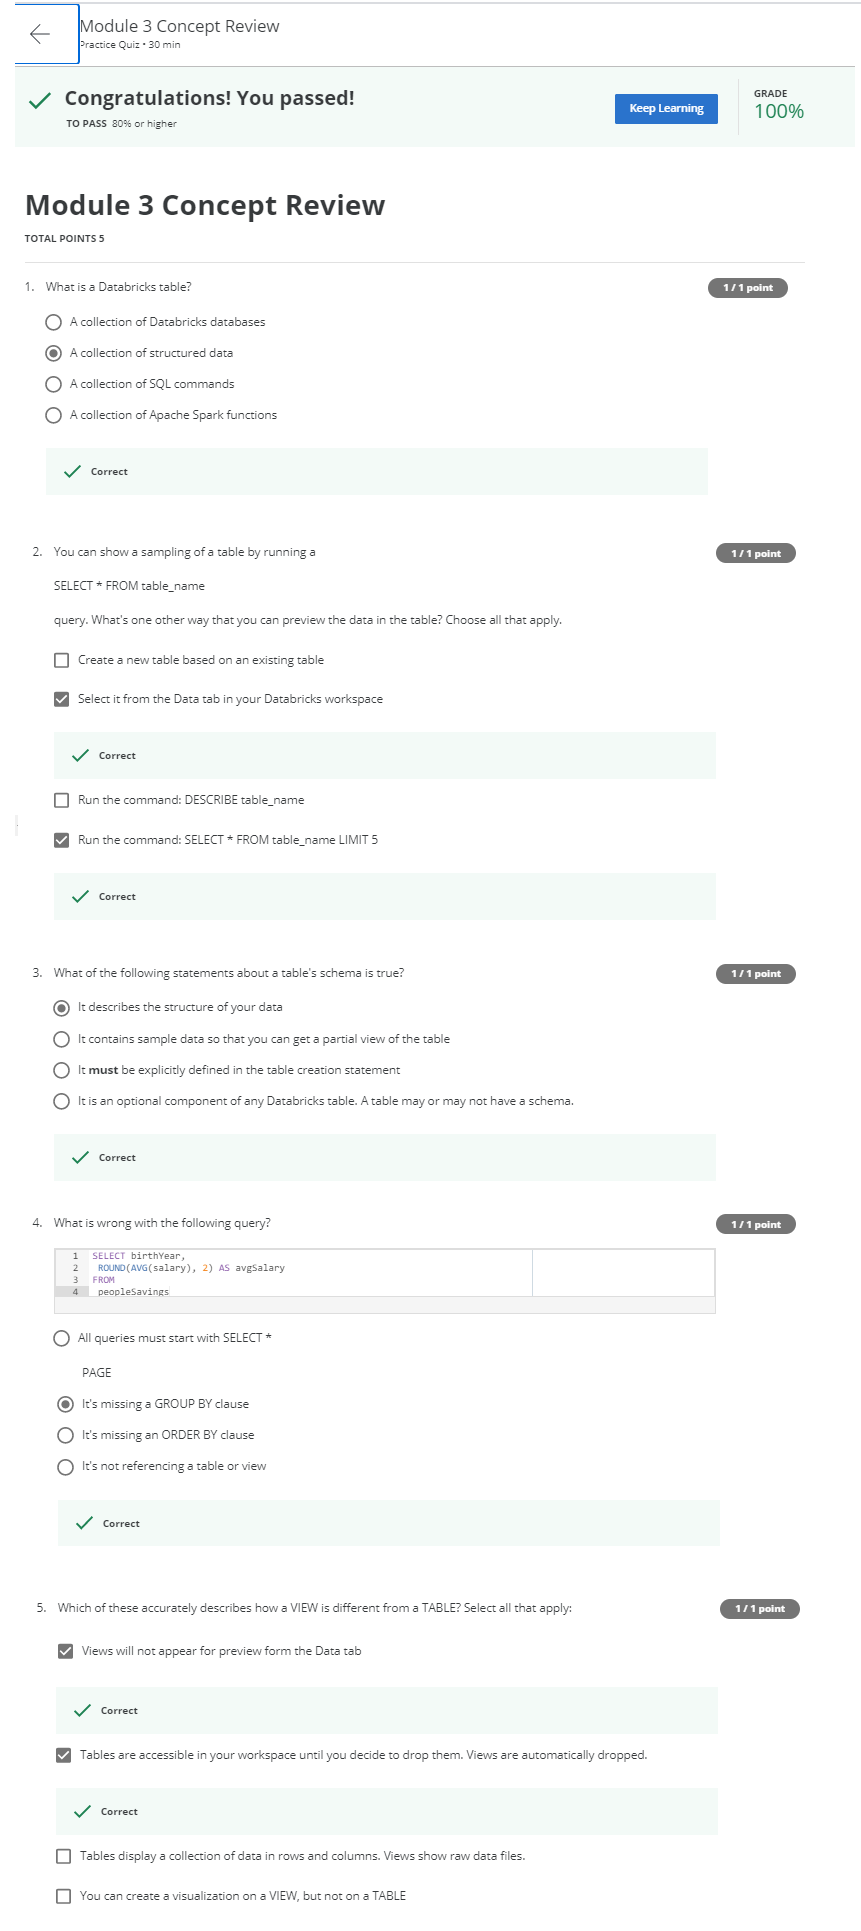 Module 3 Concept Review
Practice Quiz • 30 min
Congratulations! You passed!
TO PASS 80% or higher
Keep Learning
GRADE
100%
Module 3 Concept Review
TOTAL POINTS 5
1. What is a Databricks table?
1 / 1 point
A collection of Databricks databases
A collection of structured data
A collection of SQL commands
A collection of Apache Spark functions
Correct
2. You can show a sampling of a table by running a
1 / 1 point
SELECT * FROM table_name
query. What's one other way that you can preview the data in the table? Choose all that apply.
Create a new table based on an existing table
Select it from the Data tab in your Databricks workspace
Correct
Run the command: DESCRIBE table_name
Run the command: SELECT * FROM table_name LIMIT 5
Correct
3. What of the following statements about a table's schema is true?
1 / 1 point
It describes the structure of your data
It contains sample data so that you can get a partial view of the table
It must be explicitly defined in the table creation statement
It is an optional component of any Databricks table. A table may or may not have a schema.
Correct
4. What is wrong with the following query?
1 / 1 point
1 SELECT birthYear,
2 ROUND(AVG(salary), 2) AS avgSalary
3 FROM
4 peopleSavings
All queries must start with SELECT *
PAGE
It's missing a GROUP BY clause
It's missing an ORDER BY clause
It's not referencing a table or view
Correct
5. Which of these accurately describes how a VIEW is different from a TABLE? Select all that apply:
1 / 1 point
Views will not appear for preview form the Data tab
Correct
Tables are accessible in your workspace until you decide to drop them. Views are automatically dropped.
Correct
Tables display a collection of data in rows and columns. Views show raw data files.
You can create a visualization on a VIEW, but not on a TABLE